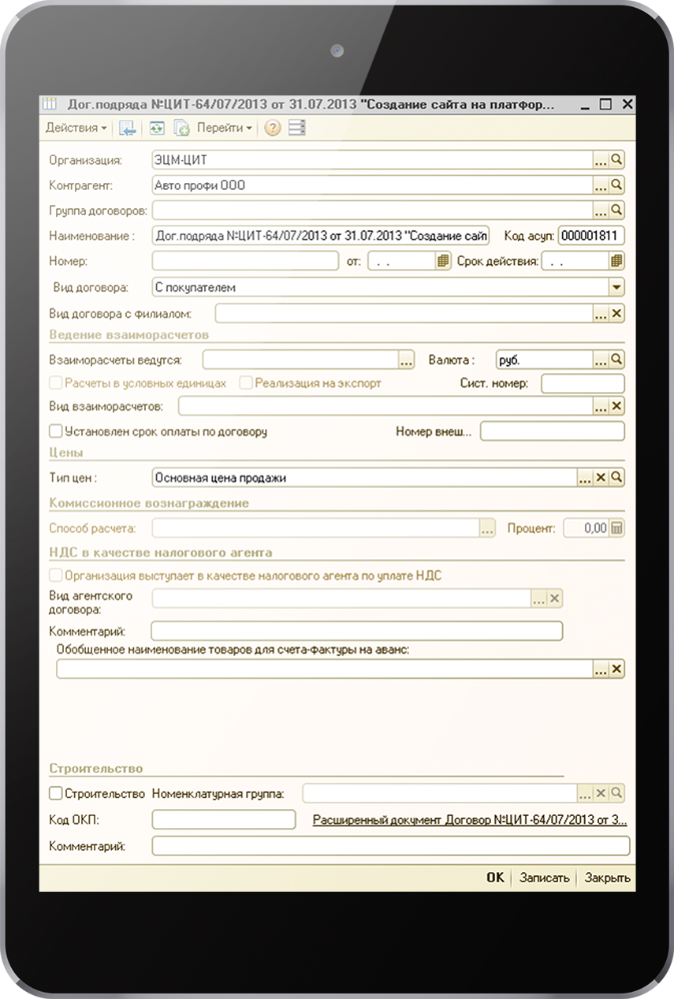 Дог.подряда №ЦИТ-64/07/2013 от 31.07.2013 "Создание сайта на платфор...
Действия Перейти
Организация: ЭЦМ-ЦИТ ...
Контрагент: Авто профи ООО ...
Группа договоров: ...
Наименование : Дог.подряда №ЦИТ-64/07/2013 от 31.07.2013 "Создание сайт Код асуп: 000001811
Номер: от: . . Срок действия: . .
Вид договора: С покупателем
Вид договора с филиалом: ...
Ведение взаиморасчетов
Взаиморасчеты ведутся: ... Валюта : руб. ...
Расчеты в условных единицах Реализация на экспорт Сист. номер:
Вид взаиморасчетов: ...
Установлен срок оплаты по договору Номер внеш...
Цены
Тип цен : Основная цена продажи ...
Комиссионное вознаграждение
Способ расчета: ... Процент: 0,00
НДС в качестве налогового агента
Организация выступает в качестве налогового агента по уплате НДС
Вид агентского
договора: ...
Комментарий:
Обобщенное наименование товаров для счета-фактуры на аванс:
...
Строительство
Строительство Номенклатурная группа: ...
Код ОКП: Расширенный документ Договор №ЦИТ-64/07/2013 от 3...
Комментарий:
OK Записать Закрыть